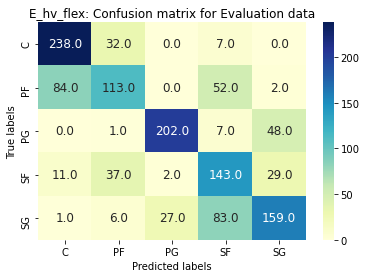 E_hv_flex: Confusion matrix for Evaluation data
C 238.0 32.0 0.0 7.0 0.0
PF 84.0 113.0 0.0 52.0 2.0
PG 0.0 1.0 202.0 7.0 48.0
SF 11.0 37.0 2.0 143.0 29.0
SG 1.0 6.0 27.0 83.0 159.0
C PF PG SF SG
True labels
Predicted labels
200
150
100
50
0